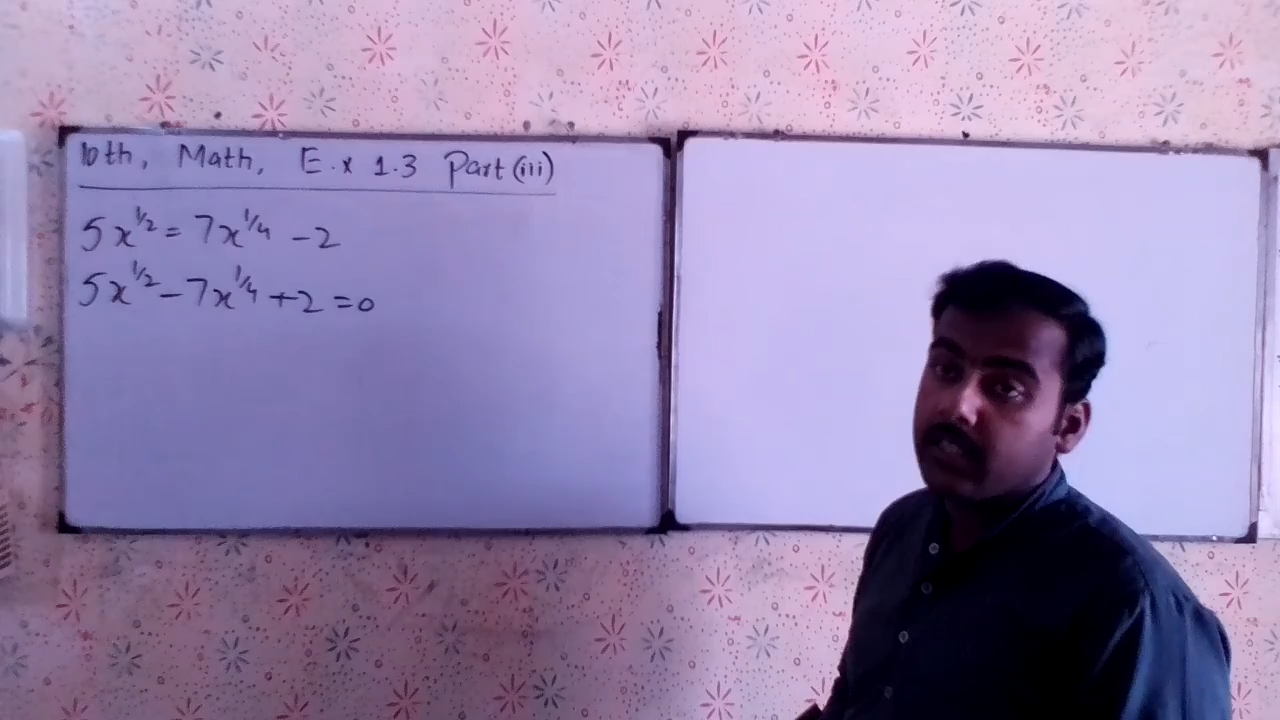 10th, Math, E.x 1.3 Part (iii)
5x^{1/2} = 7x^{1/4} - 2
5x^{1/2} - 7x^{1/4} + 2 = 0